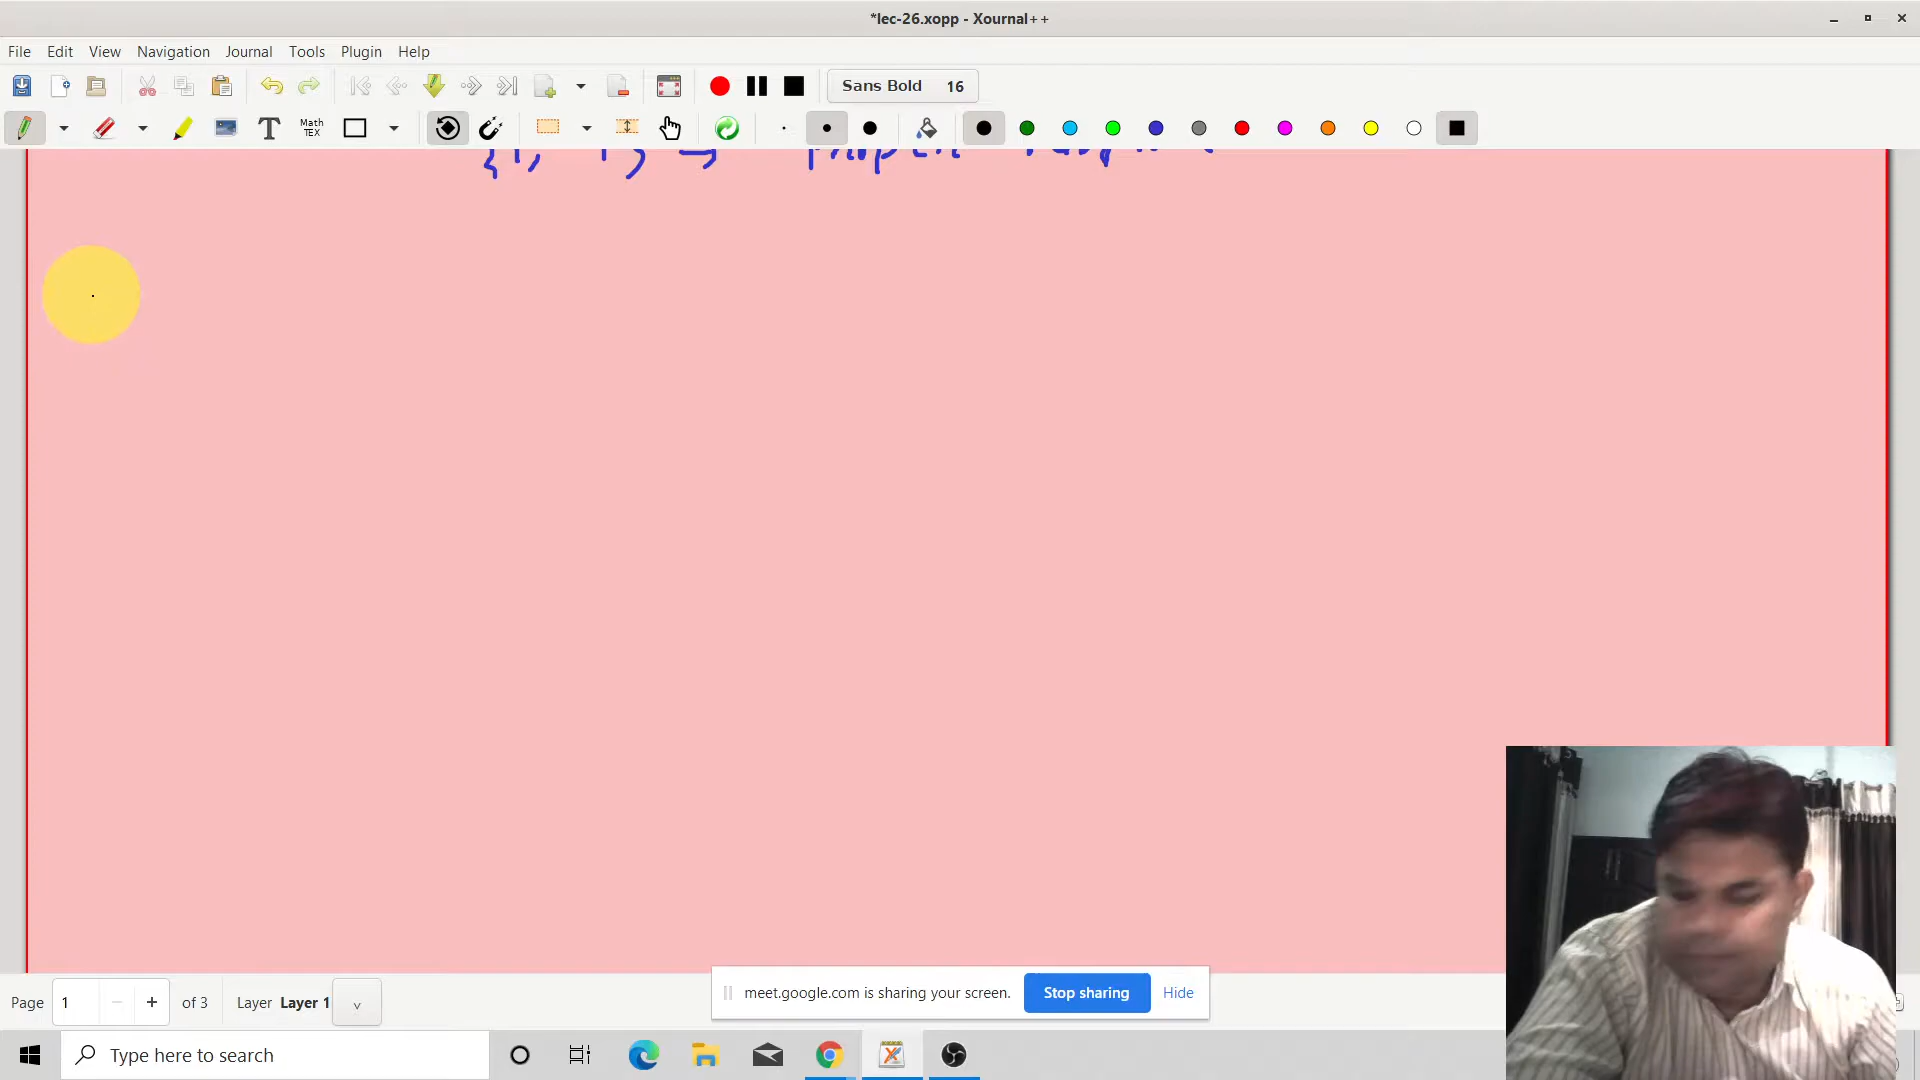 *lec-26.xopp - Xournal++
File Edit View Navigation Journal Tools Plugin Help
Sans Bold 16
T Math TEX
Page 1 of 3 Layer Layer 1
meet.google.com is sharing your screen. Stop sharing Hide
Type here to search